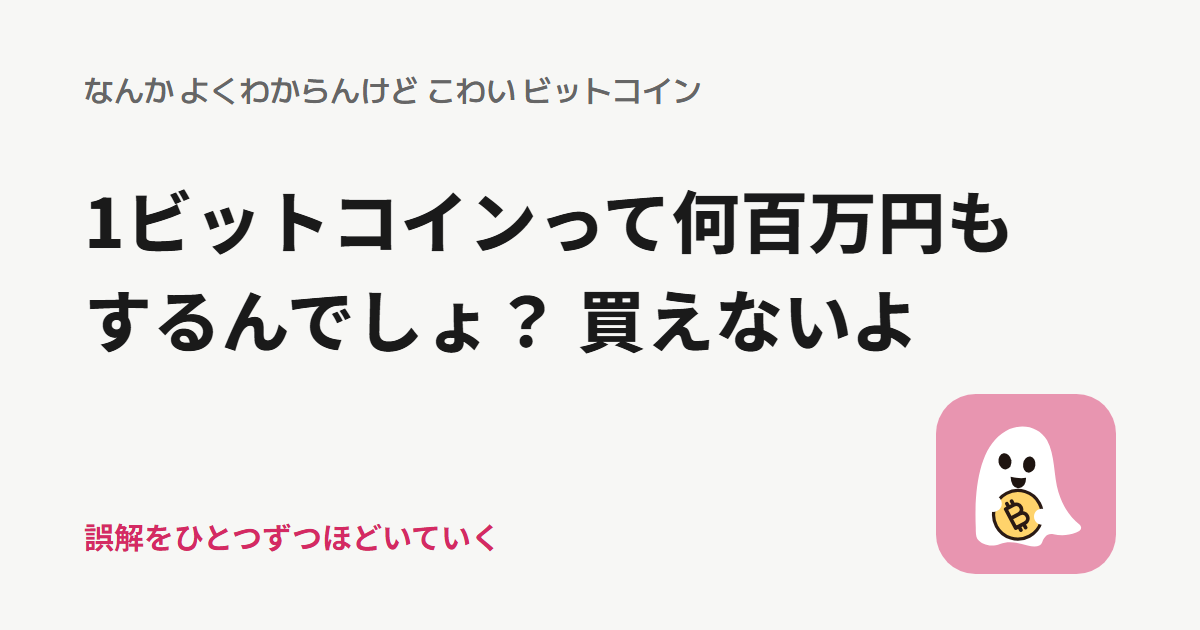 なんか よくわからんけど こわい ビットコイン
1ビットコインって何百万円も
するんでしょ？ 買えないよ
誤解をひとつずつほどいていく